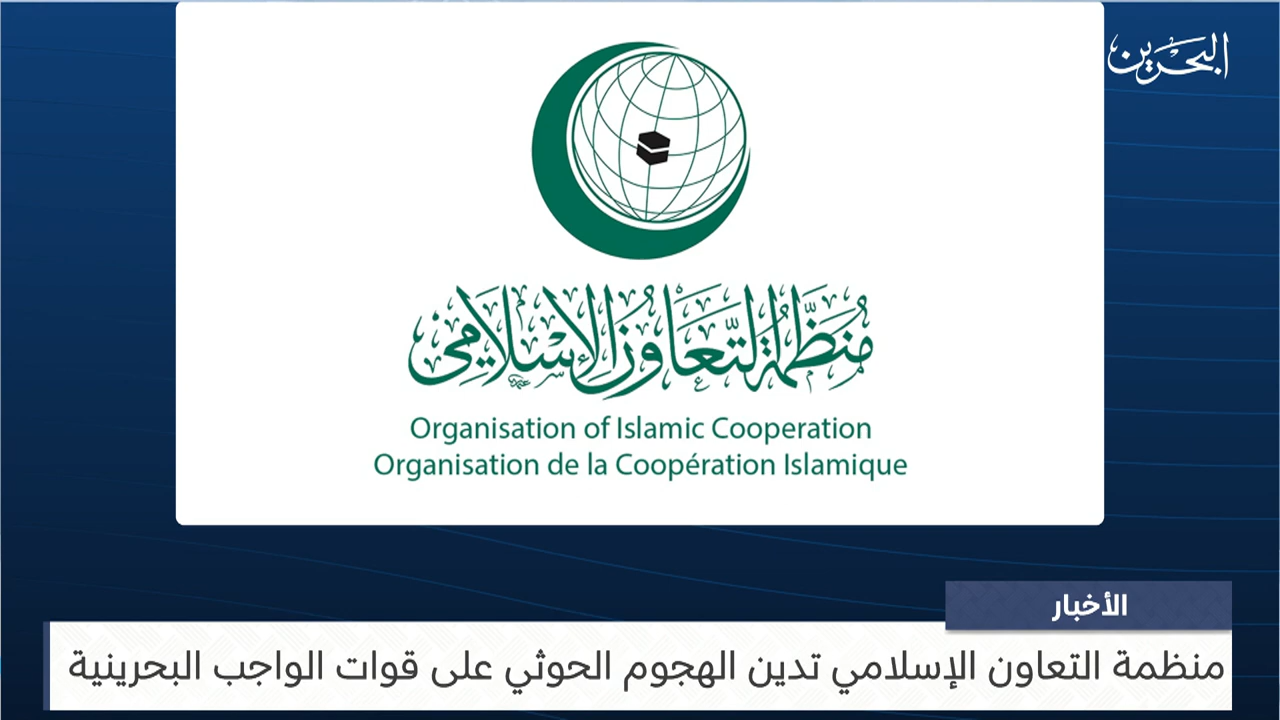 البحرين
منظمة التعاون الإسلامي
Organisation of Islamic Cooperation
Organisation de la Coopération Islamique
الأخبار
منظمة التعاون الإسلامي تدين الهجوم الحوثي على قوات الواجب البحرينية